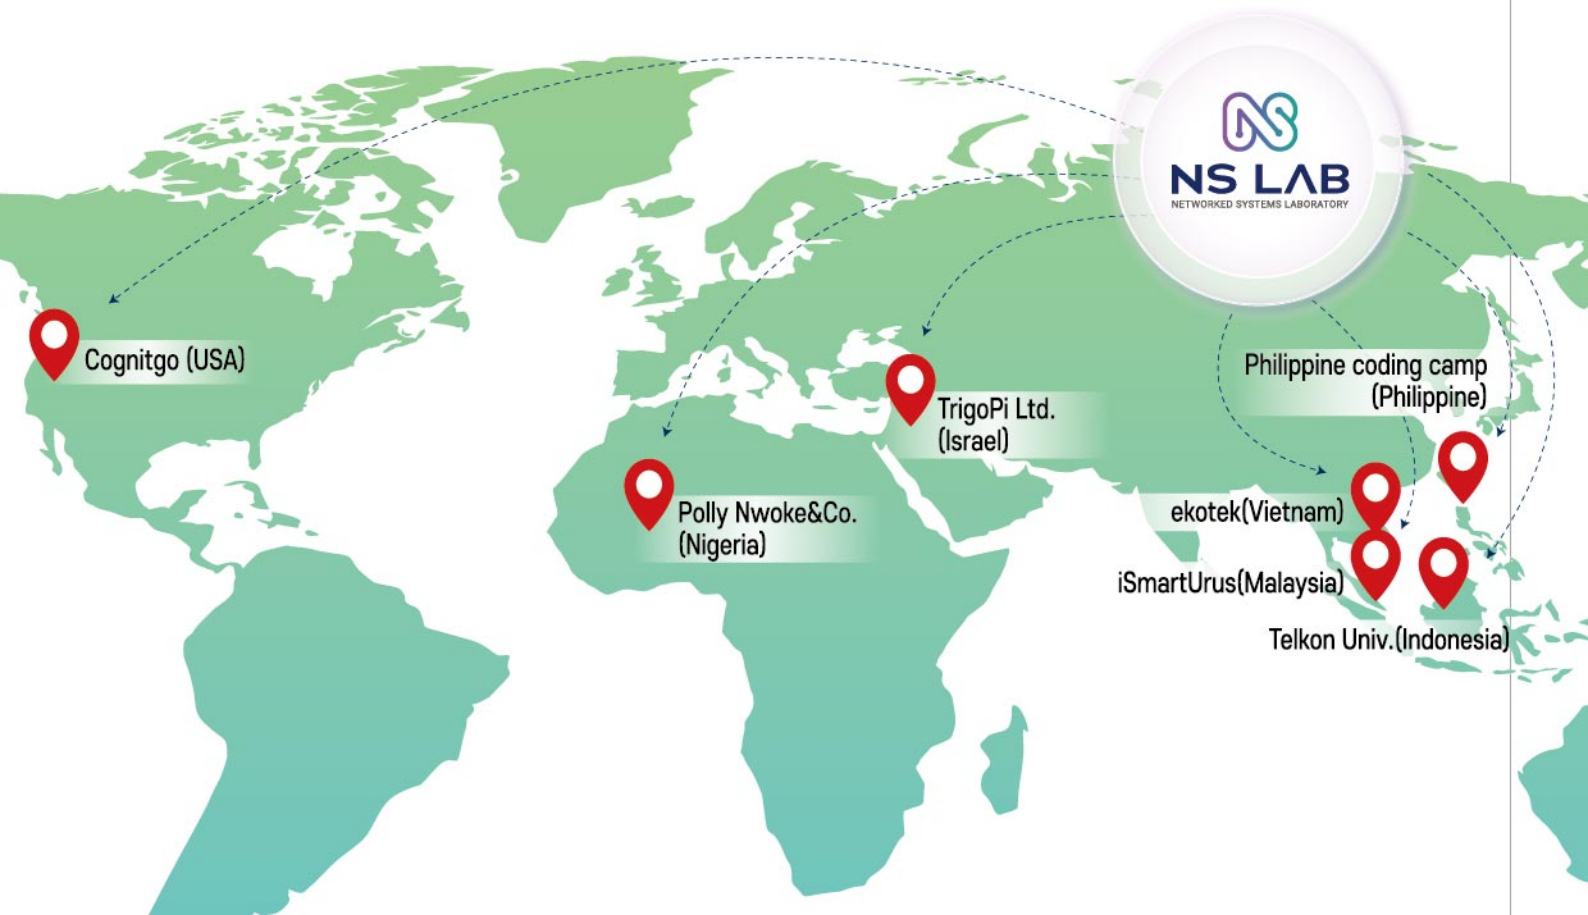 NS LAB
NETWORKED SYSTEMS LABORATORY
Cognitgo (USA)
Philippine coding camp
(Philippine)
TrigoPi Ltd.
(Israel)
Polly Nwoke&Co.
(Nigeria)
ekotek(Vietnam)
iSmartUrus(Malaysia)
Telkon Univ.(Indonesia)